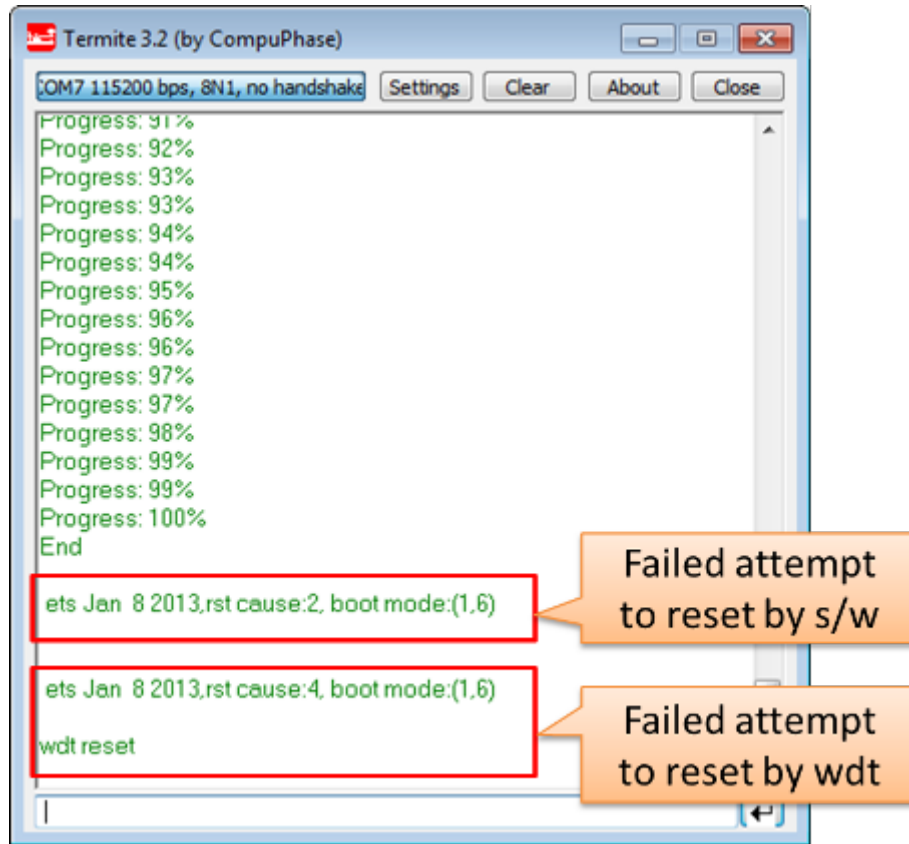 Termite 3.2 (by CompuPhase)
COM7 115200 bps, 8N1, no handshake Settings Clear About Close
Progress: 91%
Progress: 92%
Progress: 93%
Progress: 93%
Progress: 94%
Progress: 94%
Progress: 95%
Progress: 96%
Progress: 96%
Progress: 97%
Progress: 97%
Progress: 98%
Progress: 99%
Progress: 99%
Progress: 100%
End
ets Jan 8 2013,rst cause:2, boot mode:(1,6)
Failed attempt
to reset by s/w
ets Jan 8 2013,rst cause:4, boot mode:(1,6)
wdt reset
Failed attempt
to reset by wdt